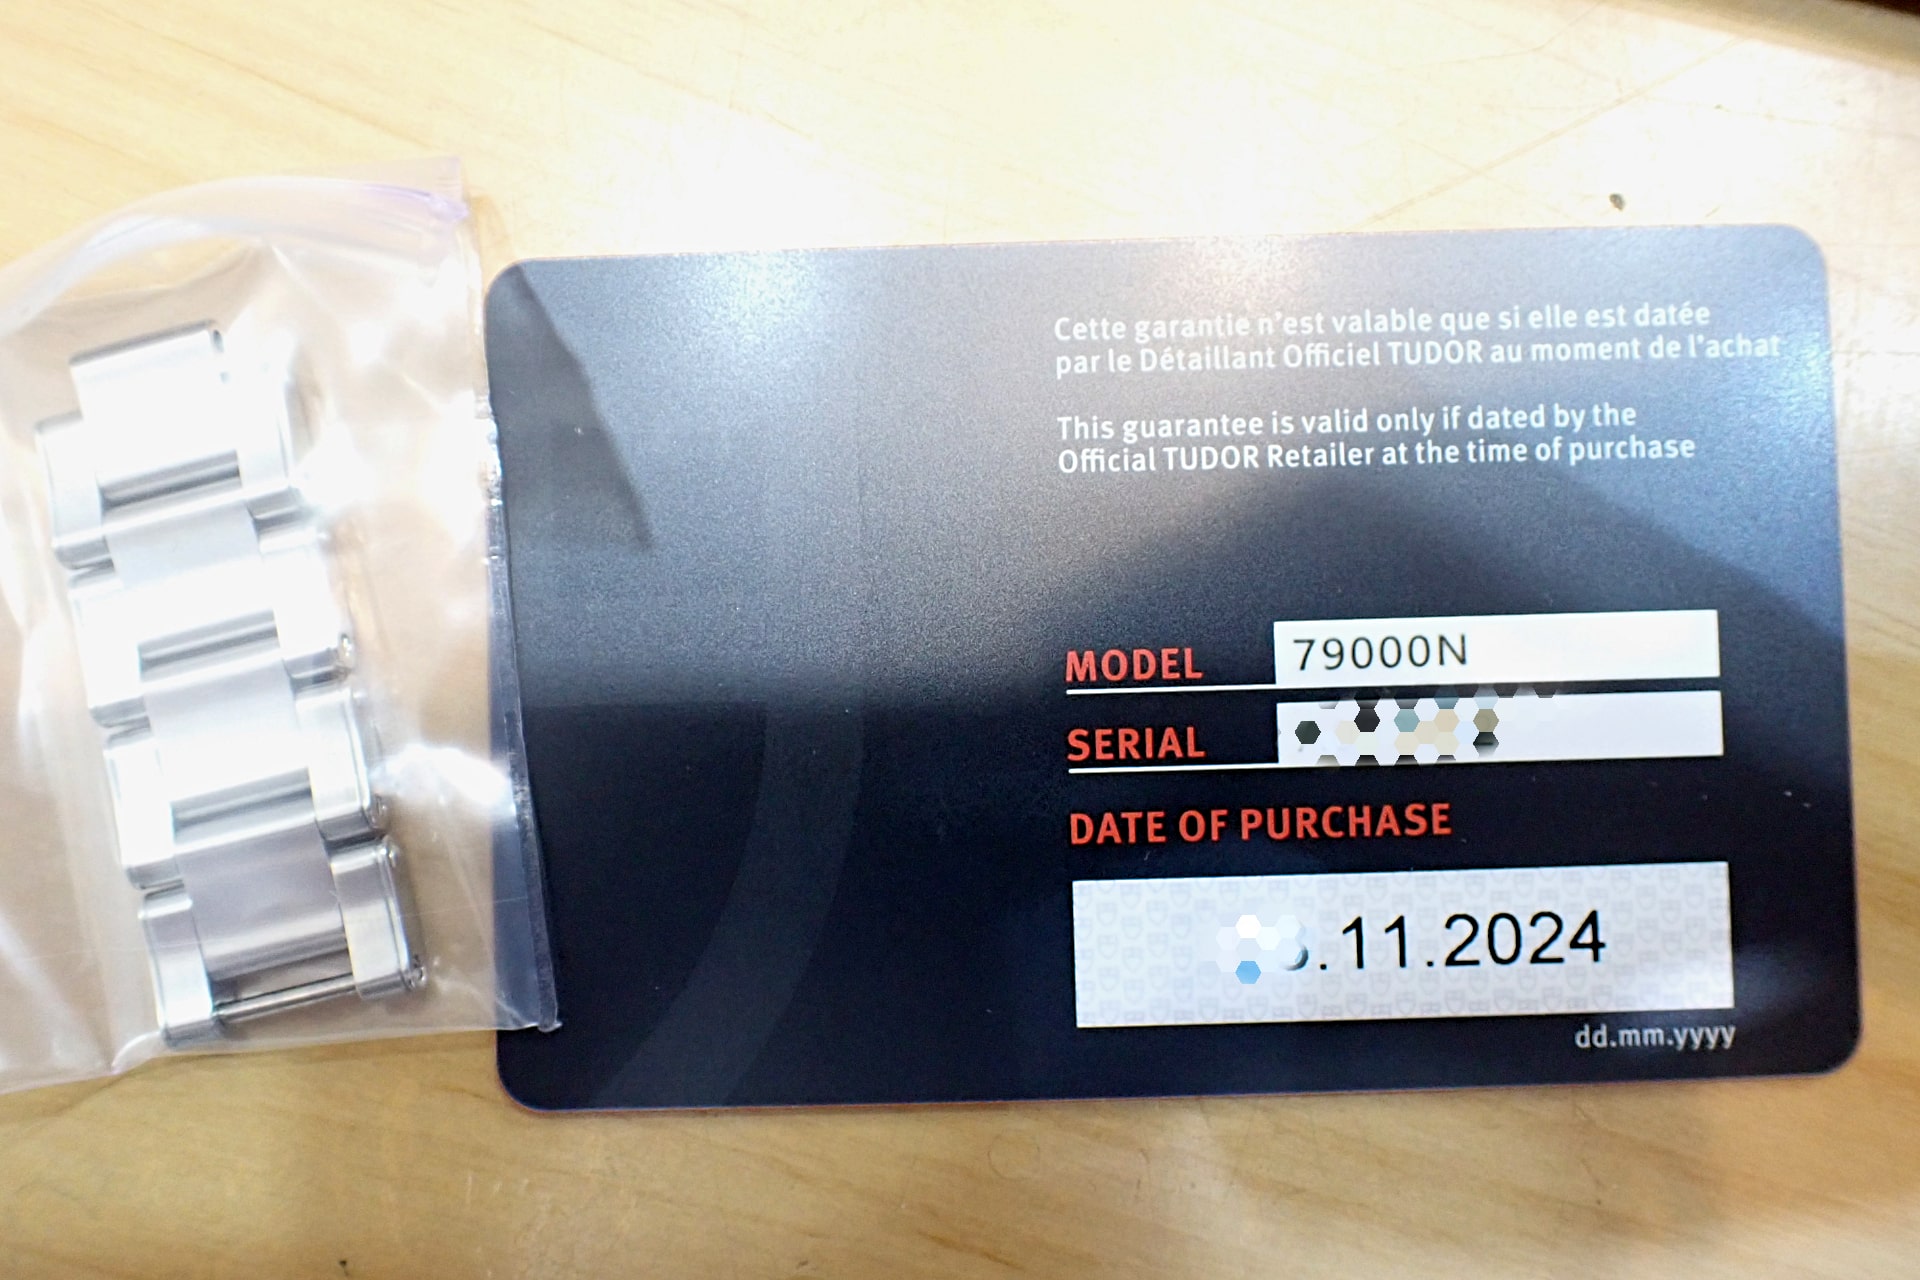 Cette garantie n'est valable que si elle est datée
par le Détaillant Officiel TUDOR au moment de l'achat
This guarantee is valid only if dated by the
Official TUDOR Retailer at the time of purchase
MODEL 79000N
SERIAL
DATE OF PURCHASE
.11.2024
dd.mm.yyyy